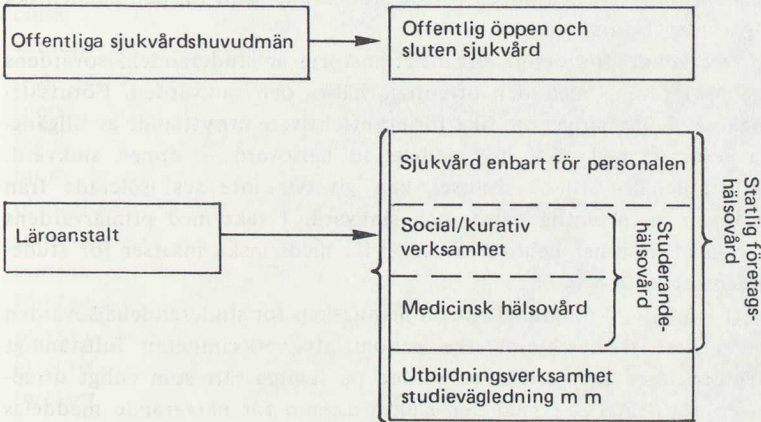 Offentliga sjukvårdshuvudmän
Offentlig öppen och
sluten sjukvård
Läroanstalt
Sjukvård enbart för personalen
Social/kurativ
verksamhet
Medicinsk hälsovård
Utbildningsverksamhet
studievägledning m m
Studerande-
hälsovård
Statlig företags-
hälsovård